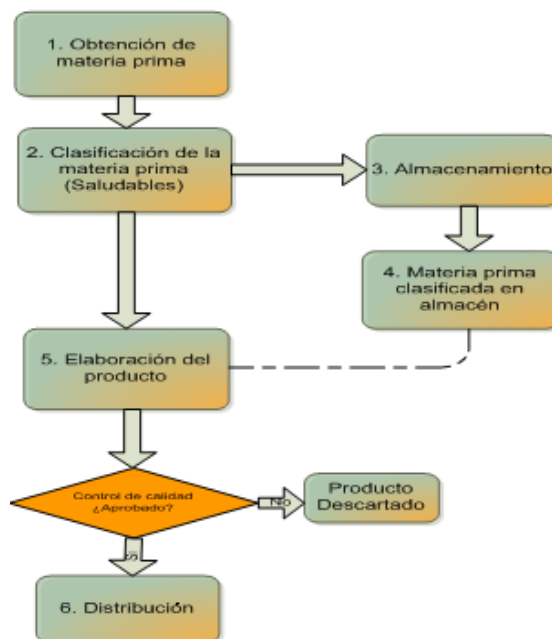 1. Obtención de
materia prima
2. Clasificación de la
materia prima
(Saludables)
3. Almacenamiento
4. Materia prima
clasificada en
almacén
5. Elaboración del
producto
Control de calidad
¿Aprobado?
No
Producto
Descartado
Si
6. Distribución